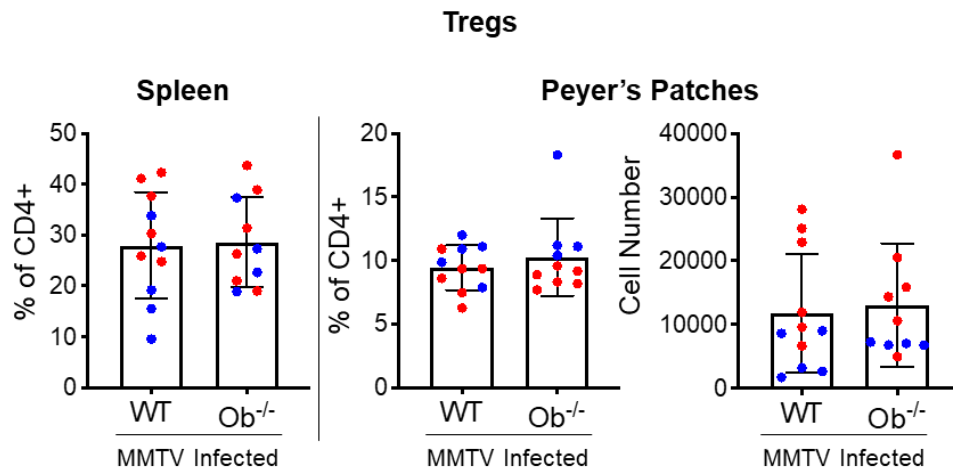 Tregs
Spleen
Peyer's Patches
% of CD4+
50
40
30
20
10
0
WT
Ob-/-
MMTV Infected
% of CD4+
20
15
10
5
0
WT
Ob-/-
MMTV Infected
Cell Number
40000
30000
20000
10000
0
WT
Ob-/-
MMTV Infected